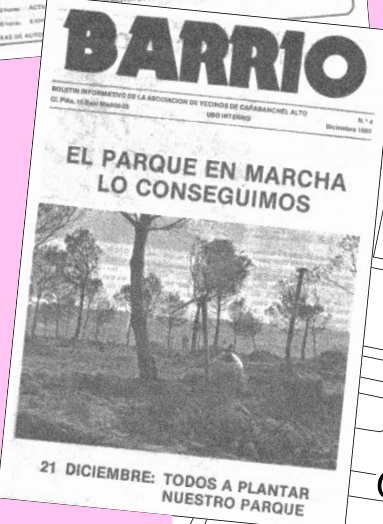 BARRIO
BOLETIN INFORMATIVO DE LA ASOCIACION DE VECINOS DE CARABANCHEL ALTO
N.º 4
USO INTERNO
Diciembre 1980
EL PARQUE EN MARCHA
LO CONSEGUIMOS
21 DICIEMBRE: TODOS A PLANTAR
NUESTRO PARQUE